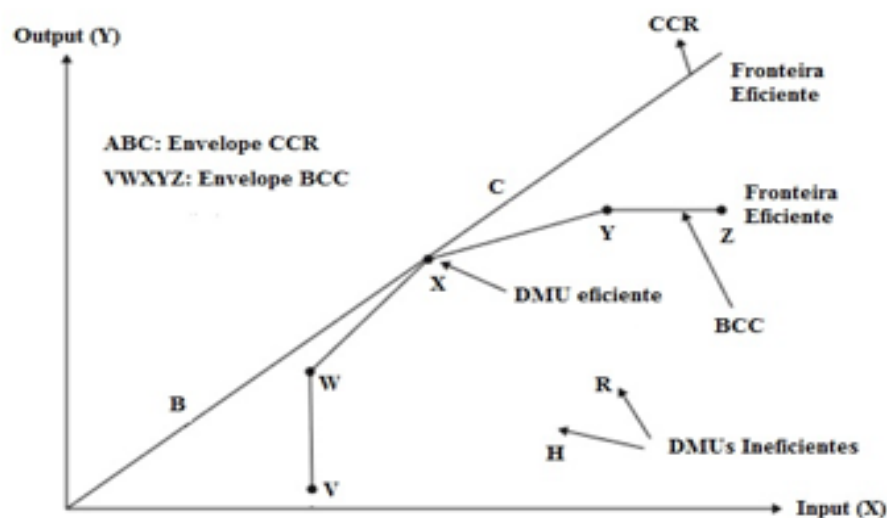 CCR
Output (Y)
Fronteira
Eficiente
ABC: Envelope CCR
VWXYZ: Envelope BCC
C
Fronteira
Eficiente
Y
Z
X
DMU eficiente
BCC
W
R
B
DMUs Ineficientes
H
V
Input (X)